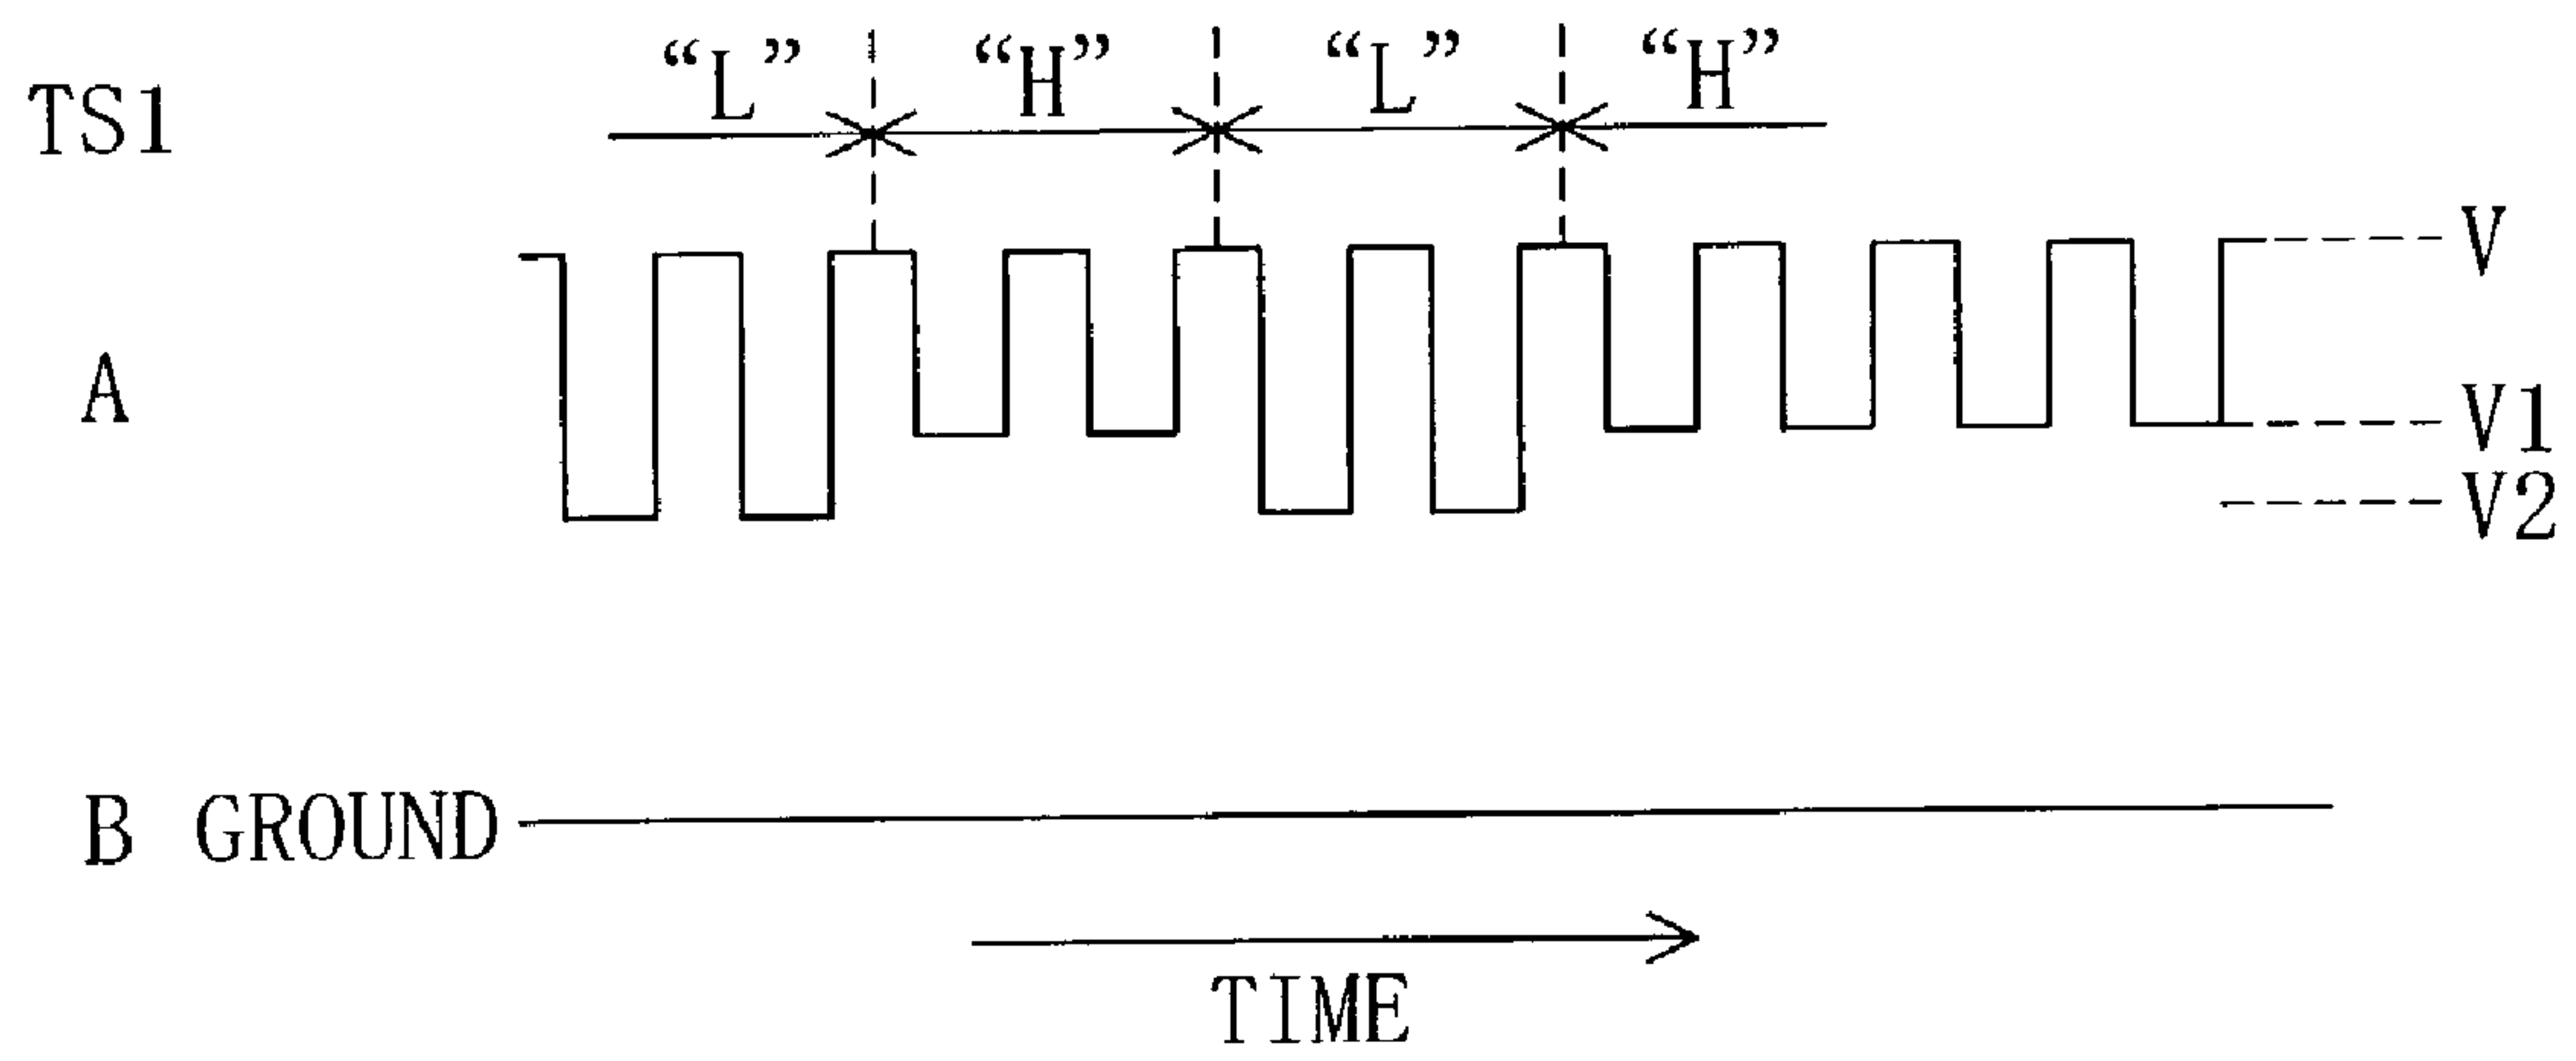 TS1 “L” “H” “L” “H”
V
A
V1
V2
B GROUND
TIME